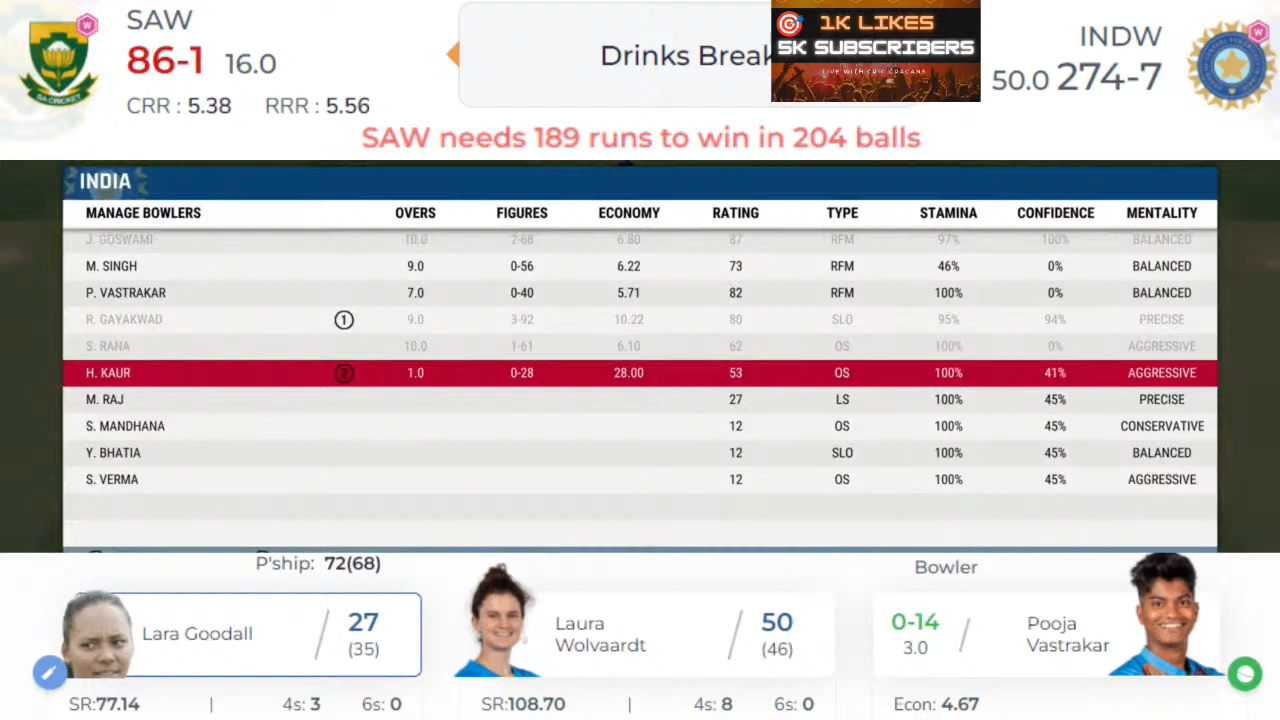 SAW
86-1 16.0
CRR : 5.38 RRR : 5.56
Drinks Break
1K LIKES
5K SUBSCRIBERS
LIVE WITH CRIC CRACANS
INDW
50.0 274-7
SA CRICKET
SAW needs 189 runs to win in 204 balls
INDIA
MANAGE BOWLERS OVERS FIGURES ECONOMY RATING TYPE STAMINA CONFIDENCE MENTALITY
J. GOSWAMI 10.0 2-68 6.80 87 RFM 97% 100% BALANCED
M. SINGH 9.0 0-56 6.22 73 RFM 46% 0% BALANCED
P. VASTRAKAR 7.0 0-40 5.71 82 RFM 100% 0% BALANCED
R. GAYAKWAD 1 9.0 3-92 10.22 80 SLO 95% 94% PRECISE
S. RANA 10.0 1-61 6.10 62 OS 100% 0% AGGRESSIVE
H. KAUR 2 1.0 0-28 28.00 53 OS 100% 41% AGGRESSIVE
M. RAJ 27 LS 100% 45% PRECISE
S. MANDHANA 12 OS 100% 45% CONSERVATIVE
Y. BHATIA 12 SLO 100% 45% BALANCED
S. VERMA 12 OS 100% 45% AGGRESSIVE
P'ship: 72(68)
Lara Goodall / 27
(35)
SR:77.14 | 4s: 3 6s: 0
Laura
Wolvaardt / 50
(46)
SR:108.70 | 4s: 8 6s: 0
Bowler
0-14
3.0 / Pooja
Vastrakar
Econ: 4.67